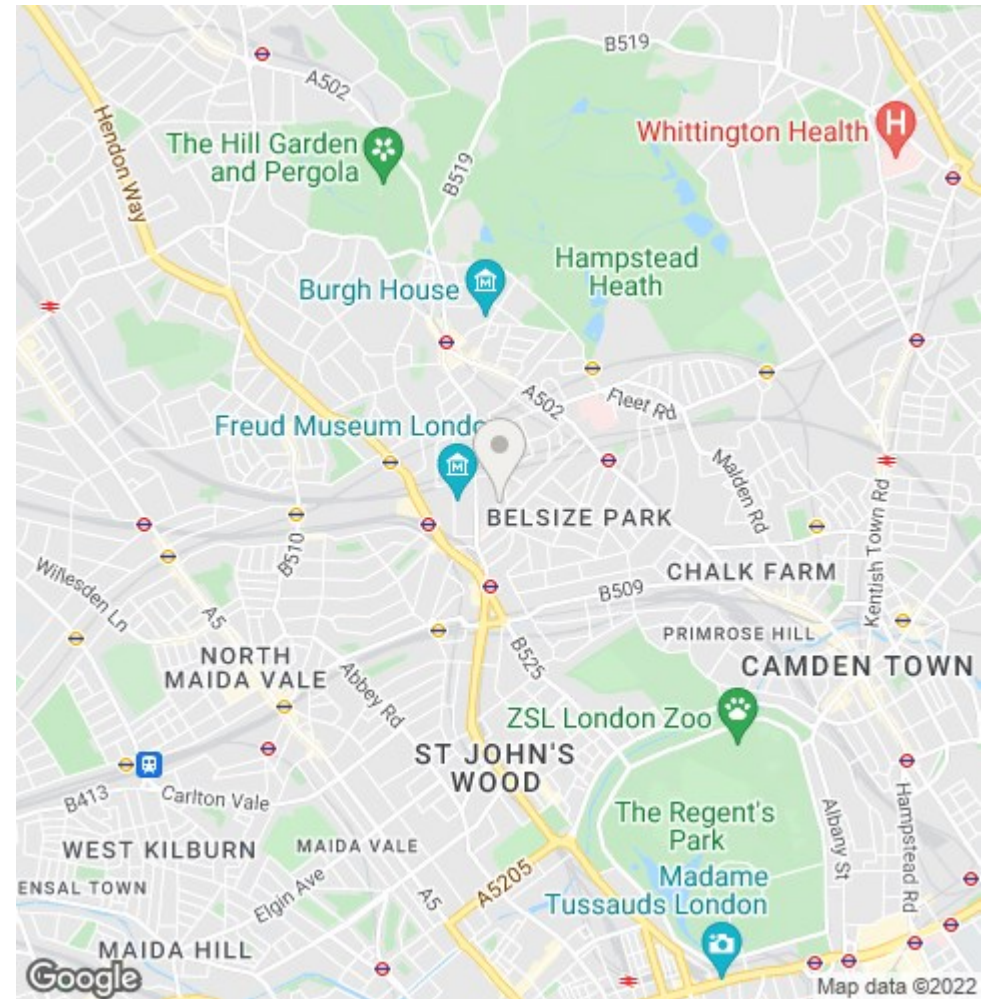 B519
A502
Hendon Way
The Hill Garden
and Pergola
B519
Whittington Health
H
Hampstead
Heath
Burgh House
M
A502
Fleet Rd
Freud Museum Londo
M
Malden Rd
BELSIZE PARK
Kentish Town Rd
B510
Willesden Ln
A5
CHALK FARM
B509
PRIMROSE HILL
NORTH
MAIDA VALE
B525
CAMDEN TOWN
Abbey Rd
ZSL London Zoo
ST JOHN'S
WOOD
B413
Carlton Vale
The Regent's
Park
Albany St
Hampstead Rd
WEST KILBURN
MAIDA VALE
A5205
Madame
Tussauds London
ENSAL TOWN
Elgin Ave
A5
MAIDA HILL
Google
Map data ©2022